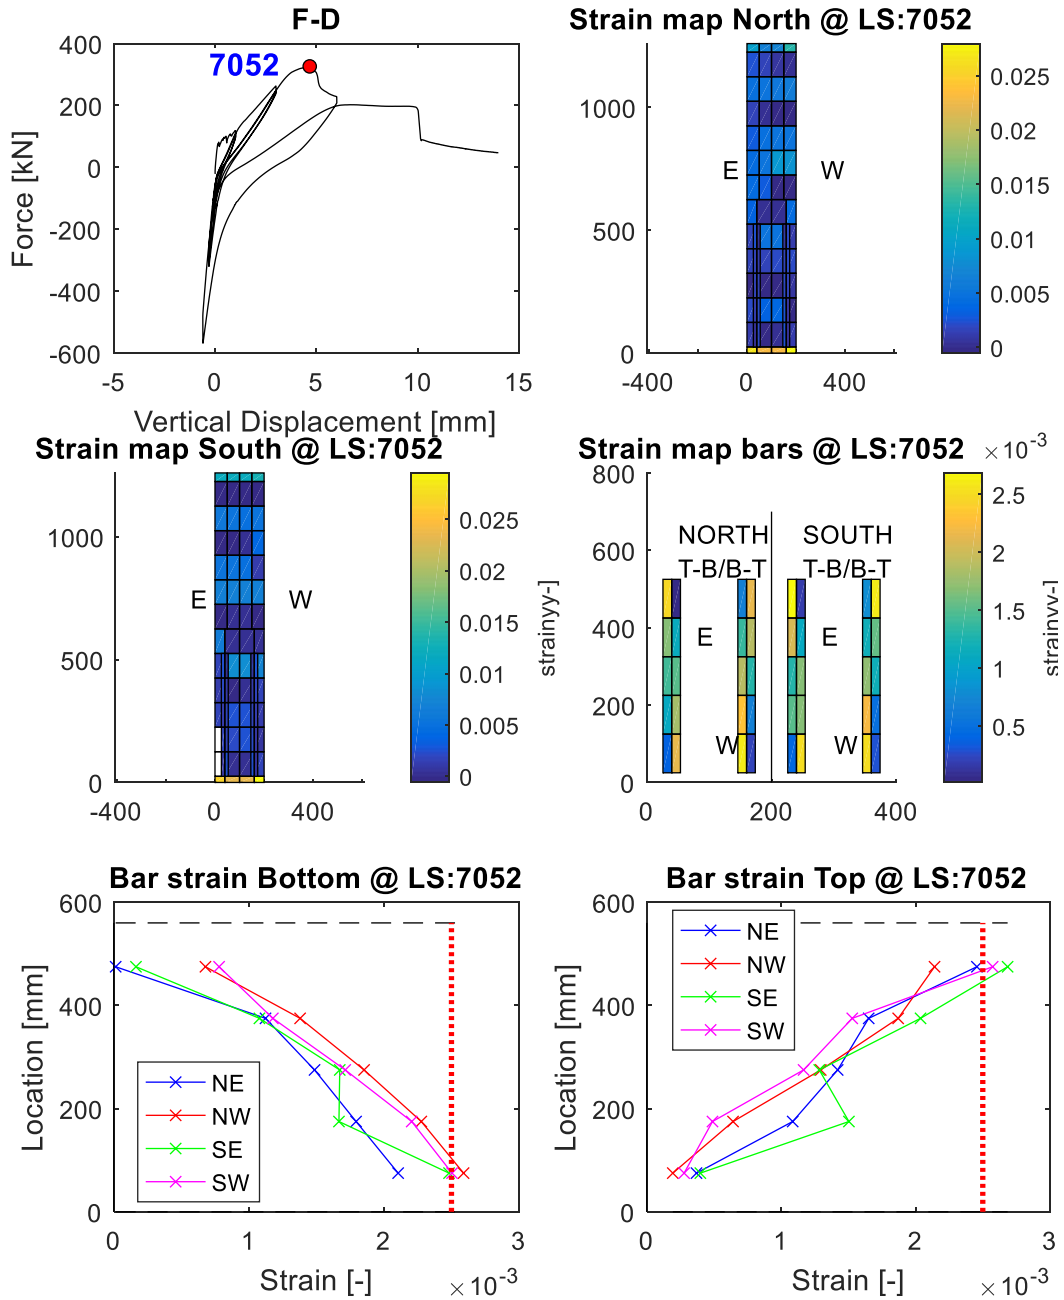 F-D
Strain map North @ LS:7052
400
200
0
-200
-400
-600
Force [kN]
7052
-5
0
5
10
15
Vertical Displacement [mm]
1000
500
0
E
W
-400
0
400
0.025
0.02
0.015
0.01
0.005
0
Strain map South @ LS:7052
1000
500
0
E
W
-400
0
400
0.025
0.02
0.015
0.01
0.005
0
Strain map bars @ LS:7052
×10-3
strainyy-]
800
600
400
200
0
NORTH
SOUTH
T-B/B-T
T-B/B-T
E
E
W
W
0
200
400
2.5
2
1.5
1
0.5
strainyy-]
Bar strain Bottom @ LS:7052
600
400
200
0
Location [mm]
NE
NW
SE
SW
0
1
2
3
Strain [-]
×10-3
Bar strain Top @ LS:7052
600
400
200
0
Location [mm]
NE
NW
SE
SW
0
1
2
3
Strain [-]
×10-3